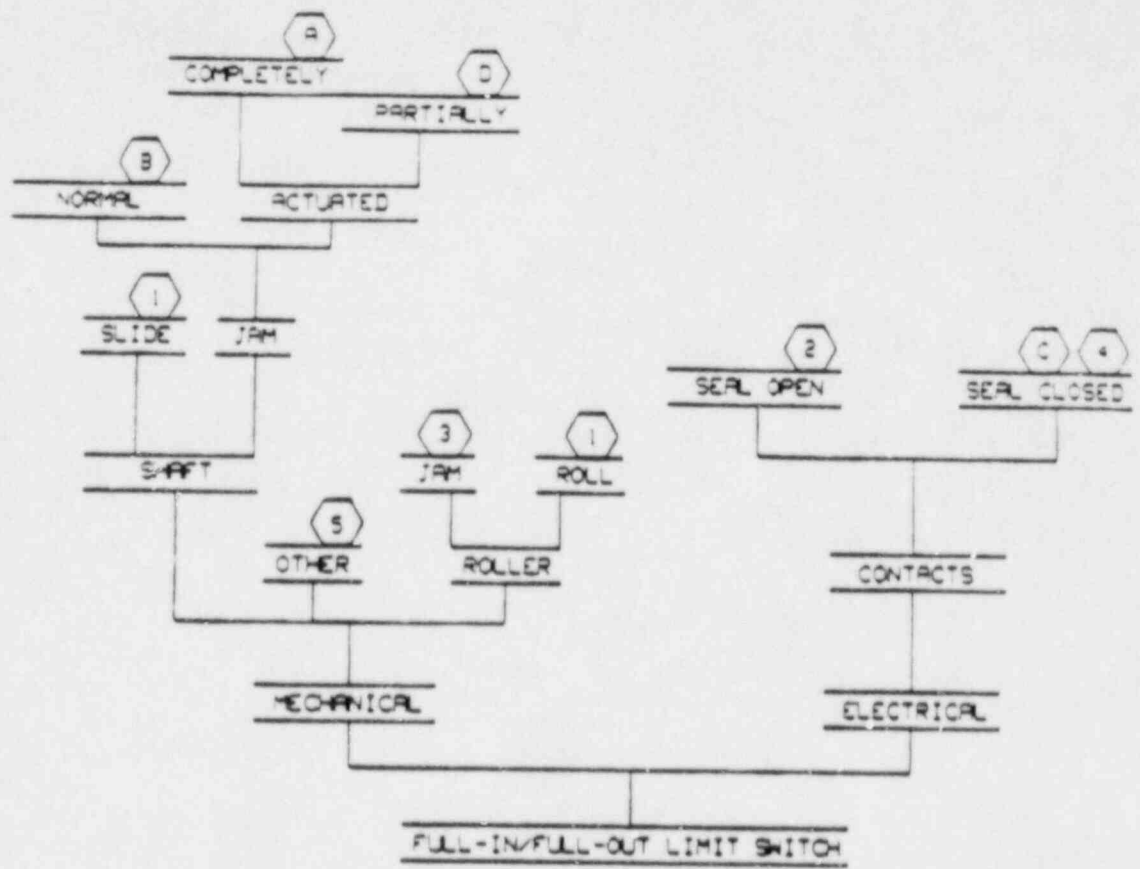 A
COMPLETELY
D
PARTIALLY
B
NORMAL
ACTUATED
1
SLIDE
JAM
2
SEAL OPEN
C 4
SEAL CLOSED
SHAFT
3
JAM
1
ROLL
5
OTHER
ROLLER
CONTACTS
MECHANICAL
ELECTRICAL
FULL-IN/FULL-OUT LIMIT SWITCH